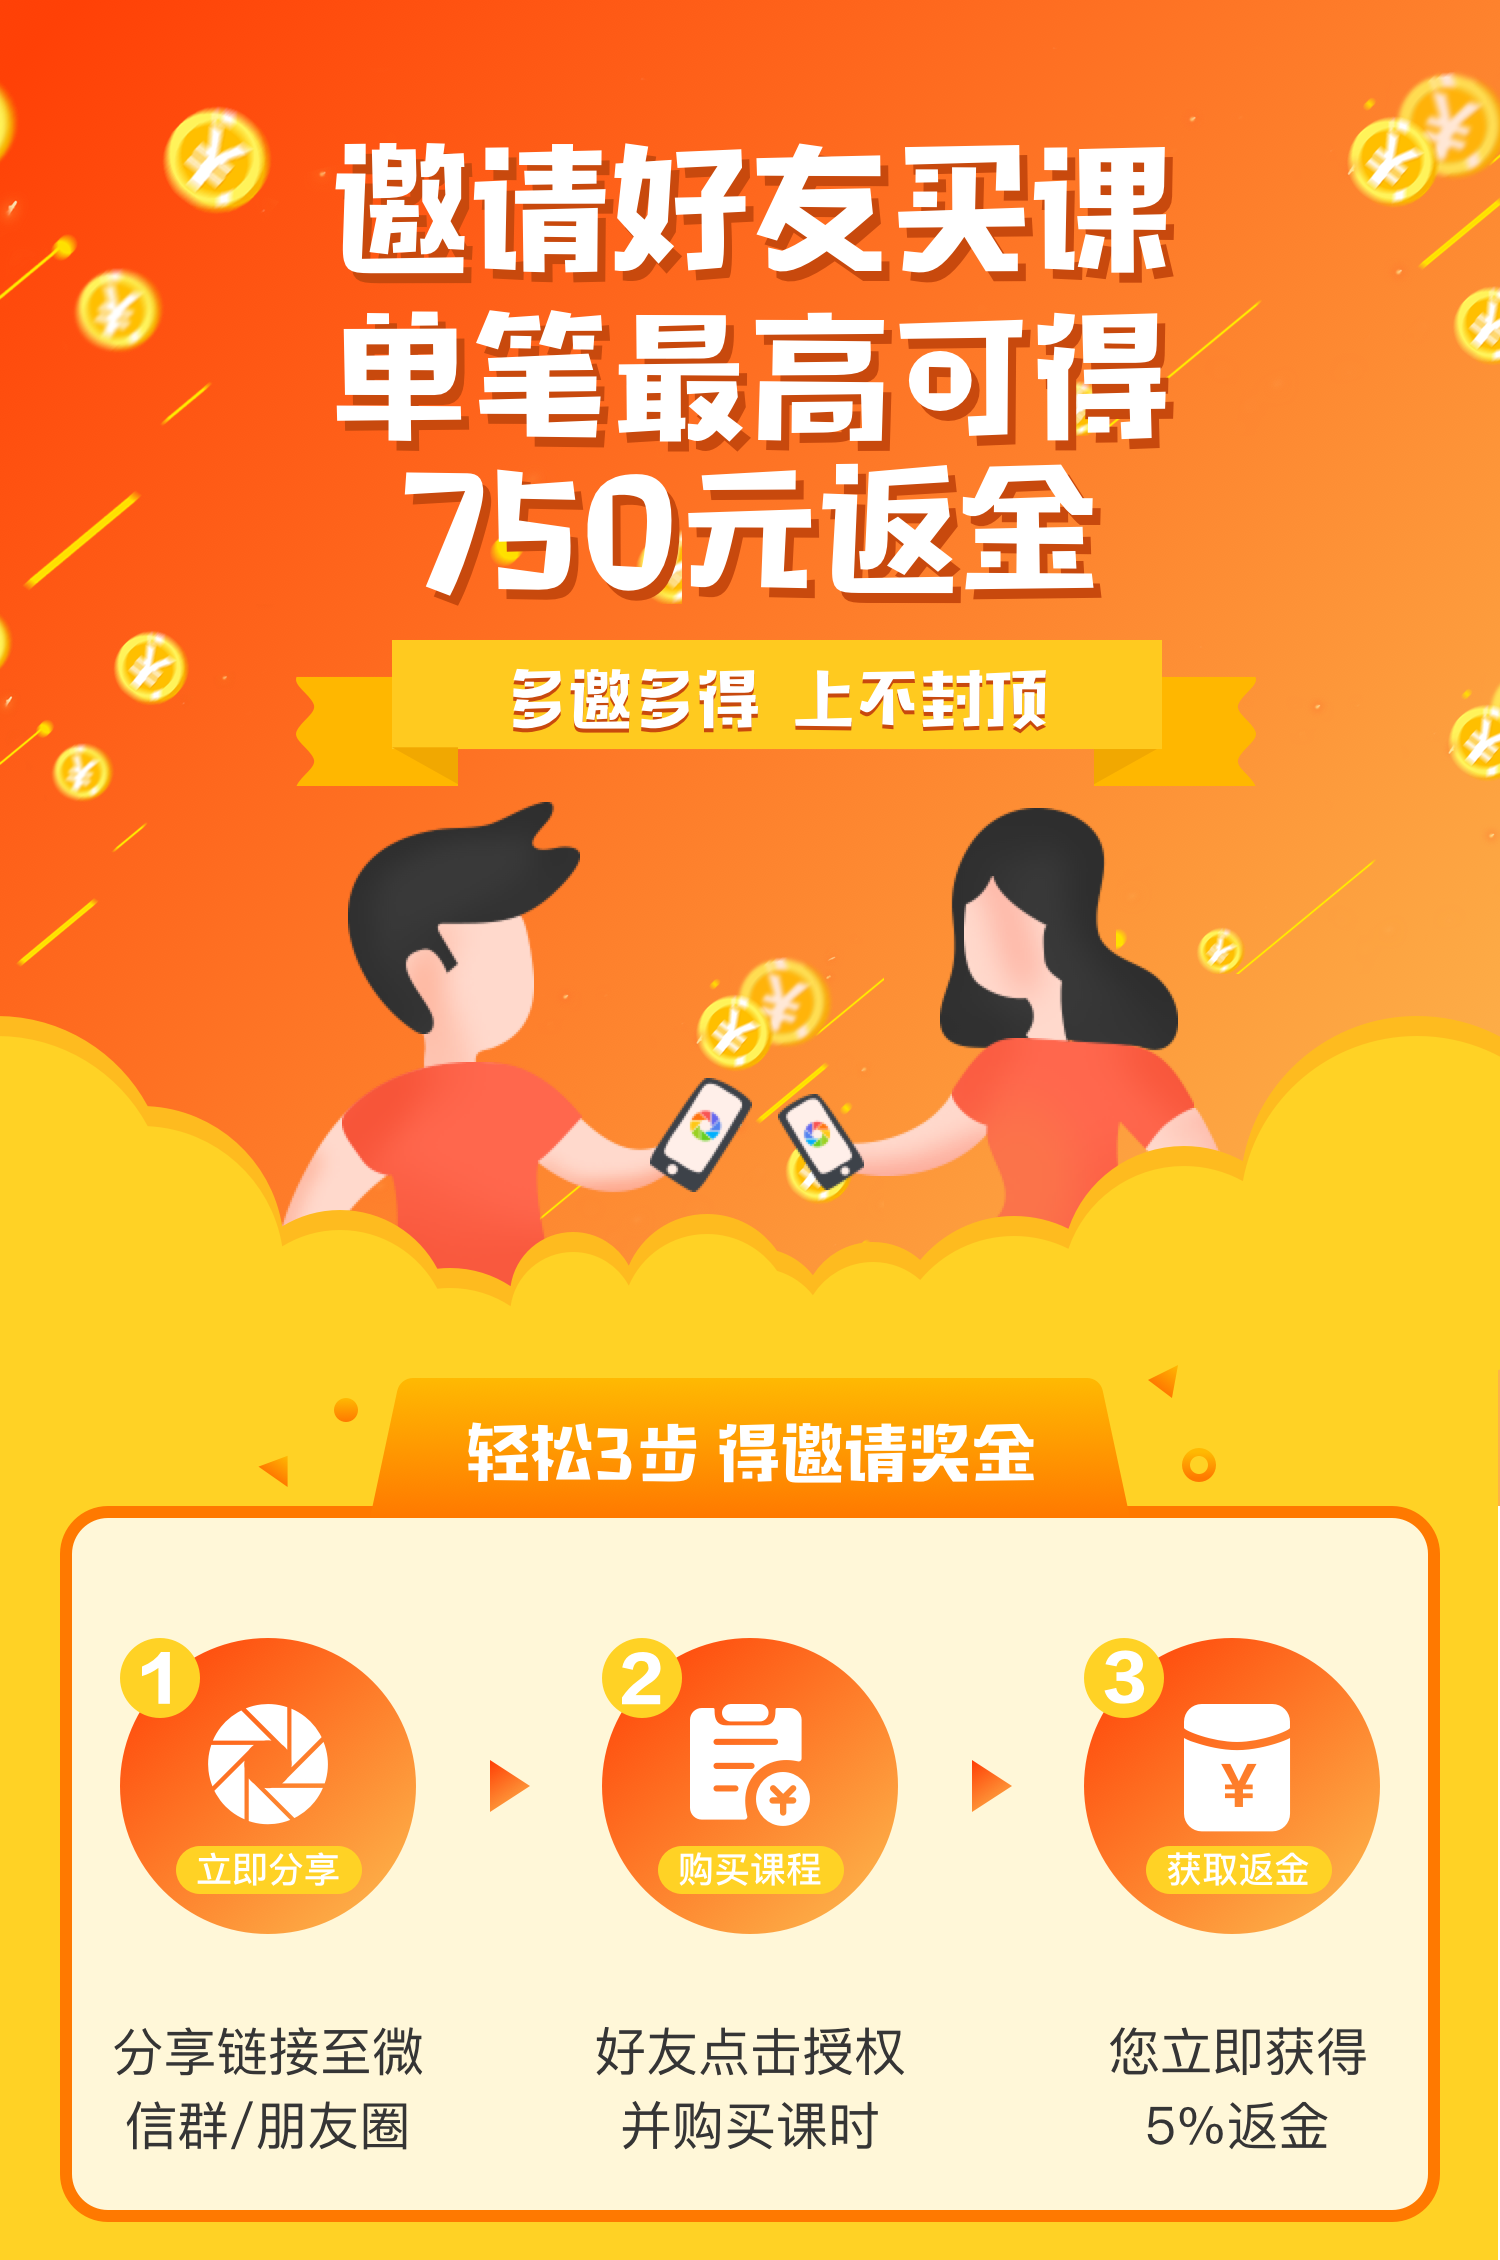 邀请好友买课
单笔最高可得
750元返金
多邀多得 上不封顶
轻松3步 得邀请奖金
1
立即分享
分享链接至微
信群/朋友圈
2
¥
购买课程
好友点击授权
并购买课时
3
¥
获取返金
您立即获得
5%返金